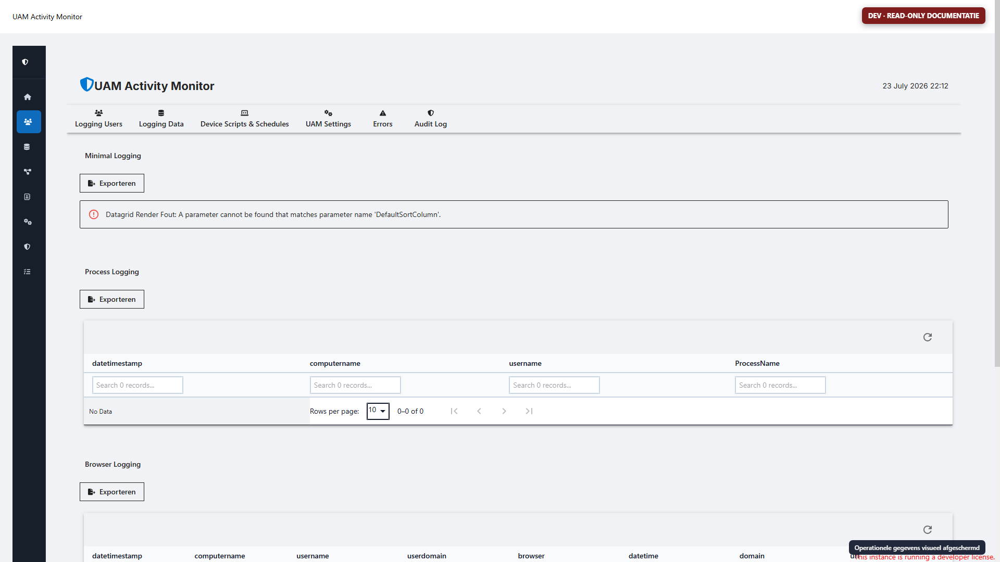 UAM Activity Monitor
DEV - READ-ONLY DOCUMENTATIE
UAM Activity Monitor
23 July 2026 22:12
Logging Users
Logging Data
Device Scripts & Schedules
UAM Settings
Errors
Audit Log
Minimal Logging
Exporteren
Datagrid Render Fout: A parameter cannot be found that matches parameter name 'DefaultSortColumn'.
Process Logging
Exporteren
datetimestamp computername username ProcessName
Search 0 records... Search 0 records... Search 0 records... Search 0 records...
No Data Rows per page: 10 0–0 of 0
Browser Logging
Exporteren
Operationele gegevens visueel afgeschermd
datetimestamp computername username userdomain browser datetime domain url
This instance is running a developer license.